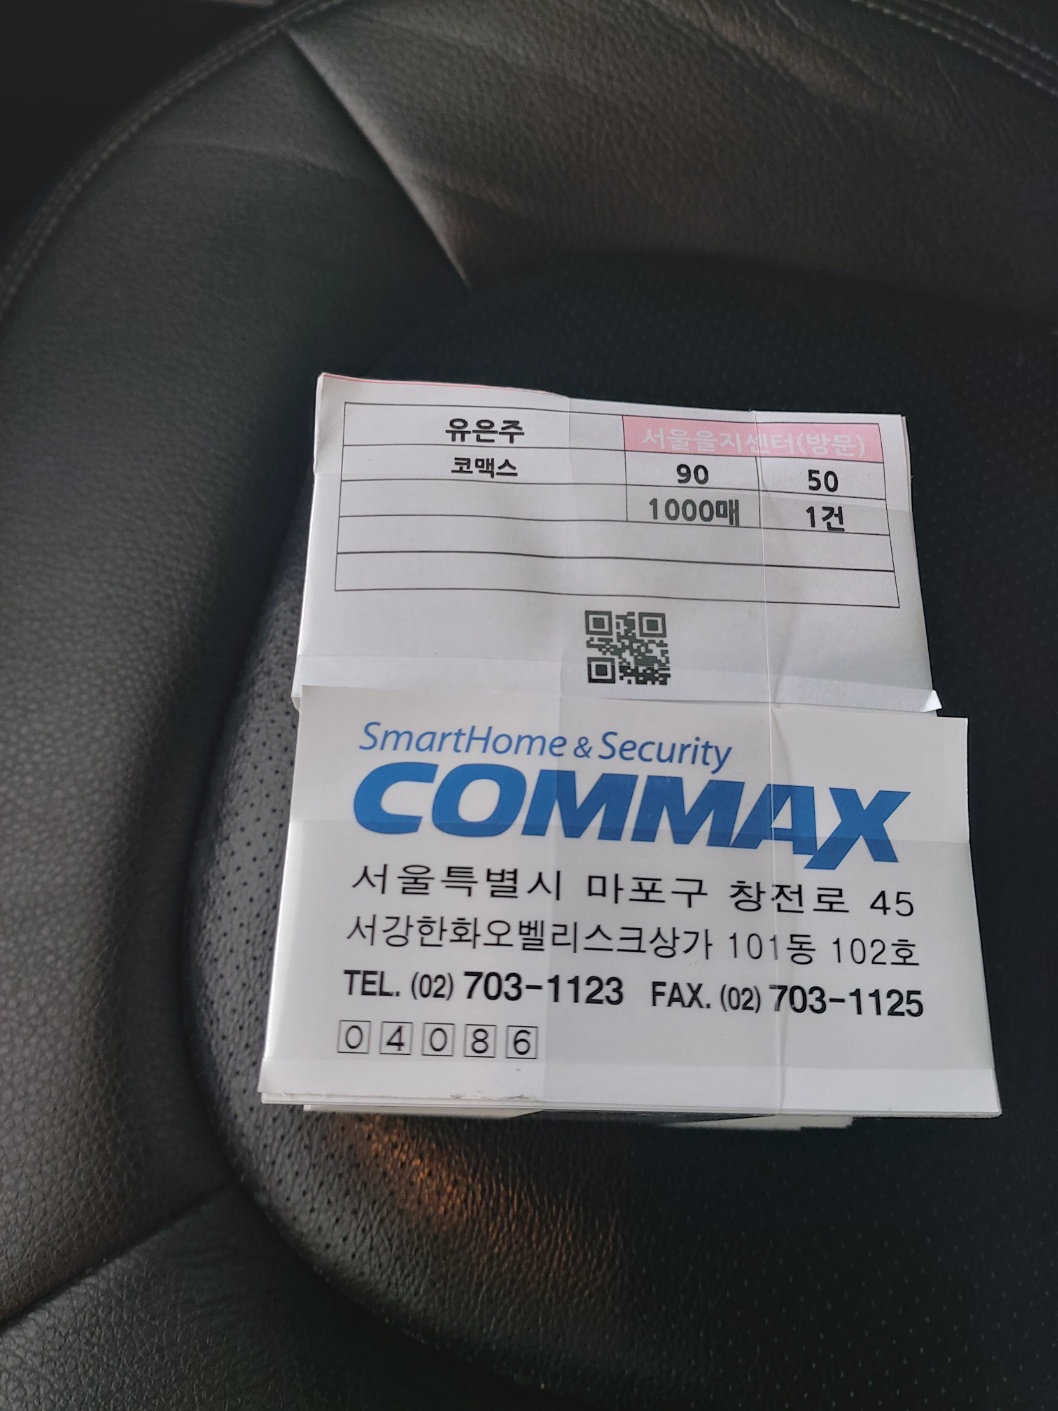 유은주 서울을지센터(방문)
코맥스 90 50
1000매 1건
SmartHome & Security
COMMAX
서울특별시 마포구 창전로 45
서강한화오벨리스크상가 101동 102호
TEL. (02) 703-1123 FAX. (02) 703-1125
04086